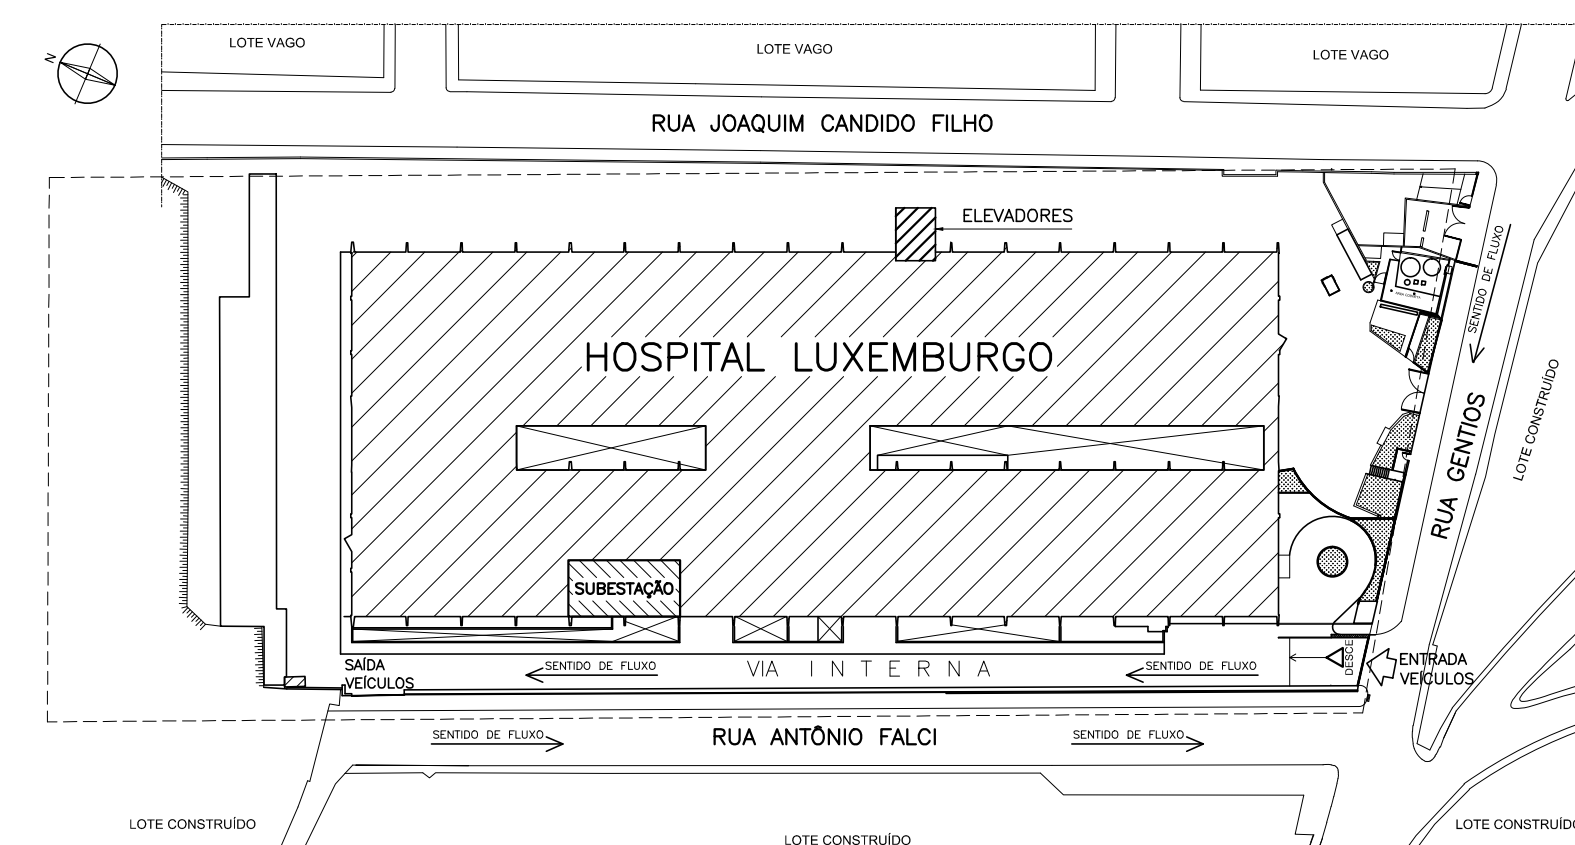 LOTE VAGO
LOTE VAGO
LOTE VAGO
N
RUA JOAQUIM CANDIDO FILHO
ELEVADORES
SENTIDO DE FLUXO
HOSPITAL LUXEMBURGO
RUA GENTIOS
LOTE CONSTRUÍDO
SUBESTAÇÃO
SAÍDA
VEÍCULOS
SENTIDO DE FLUXO
VIA INTERNA
SENTIDO DE FLUXO
DESCE
ENTRADA
VEÍCULOS
SENTIDO DE FLUXO
RUA ANTÔNIO FALCI
SENTIDO DE FLUXO
LOTE CONSTRUÍDO
LOTE CONSTRUÍDO
LOTE CONSTRUÍDO